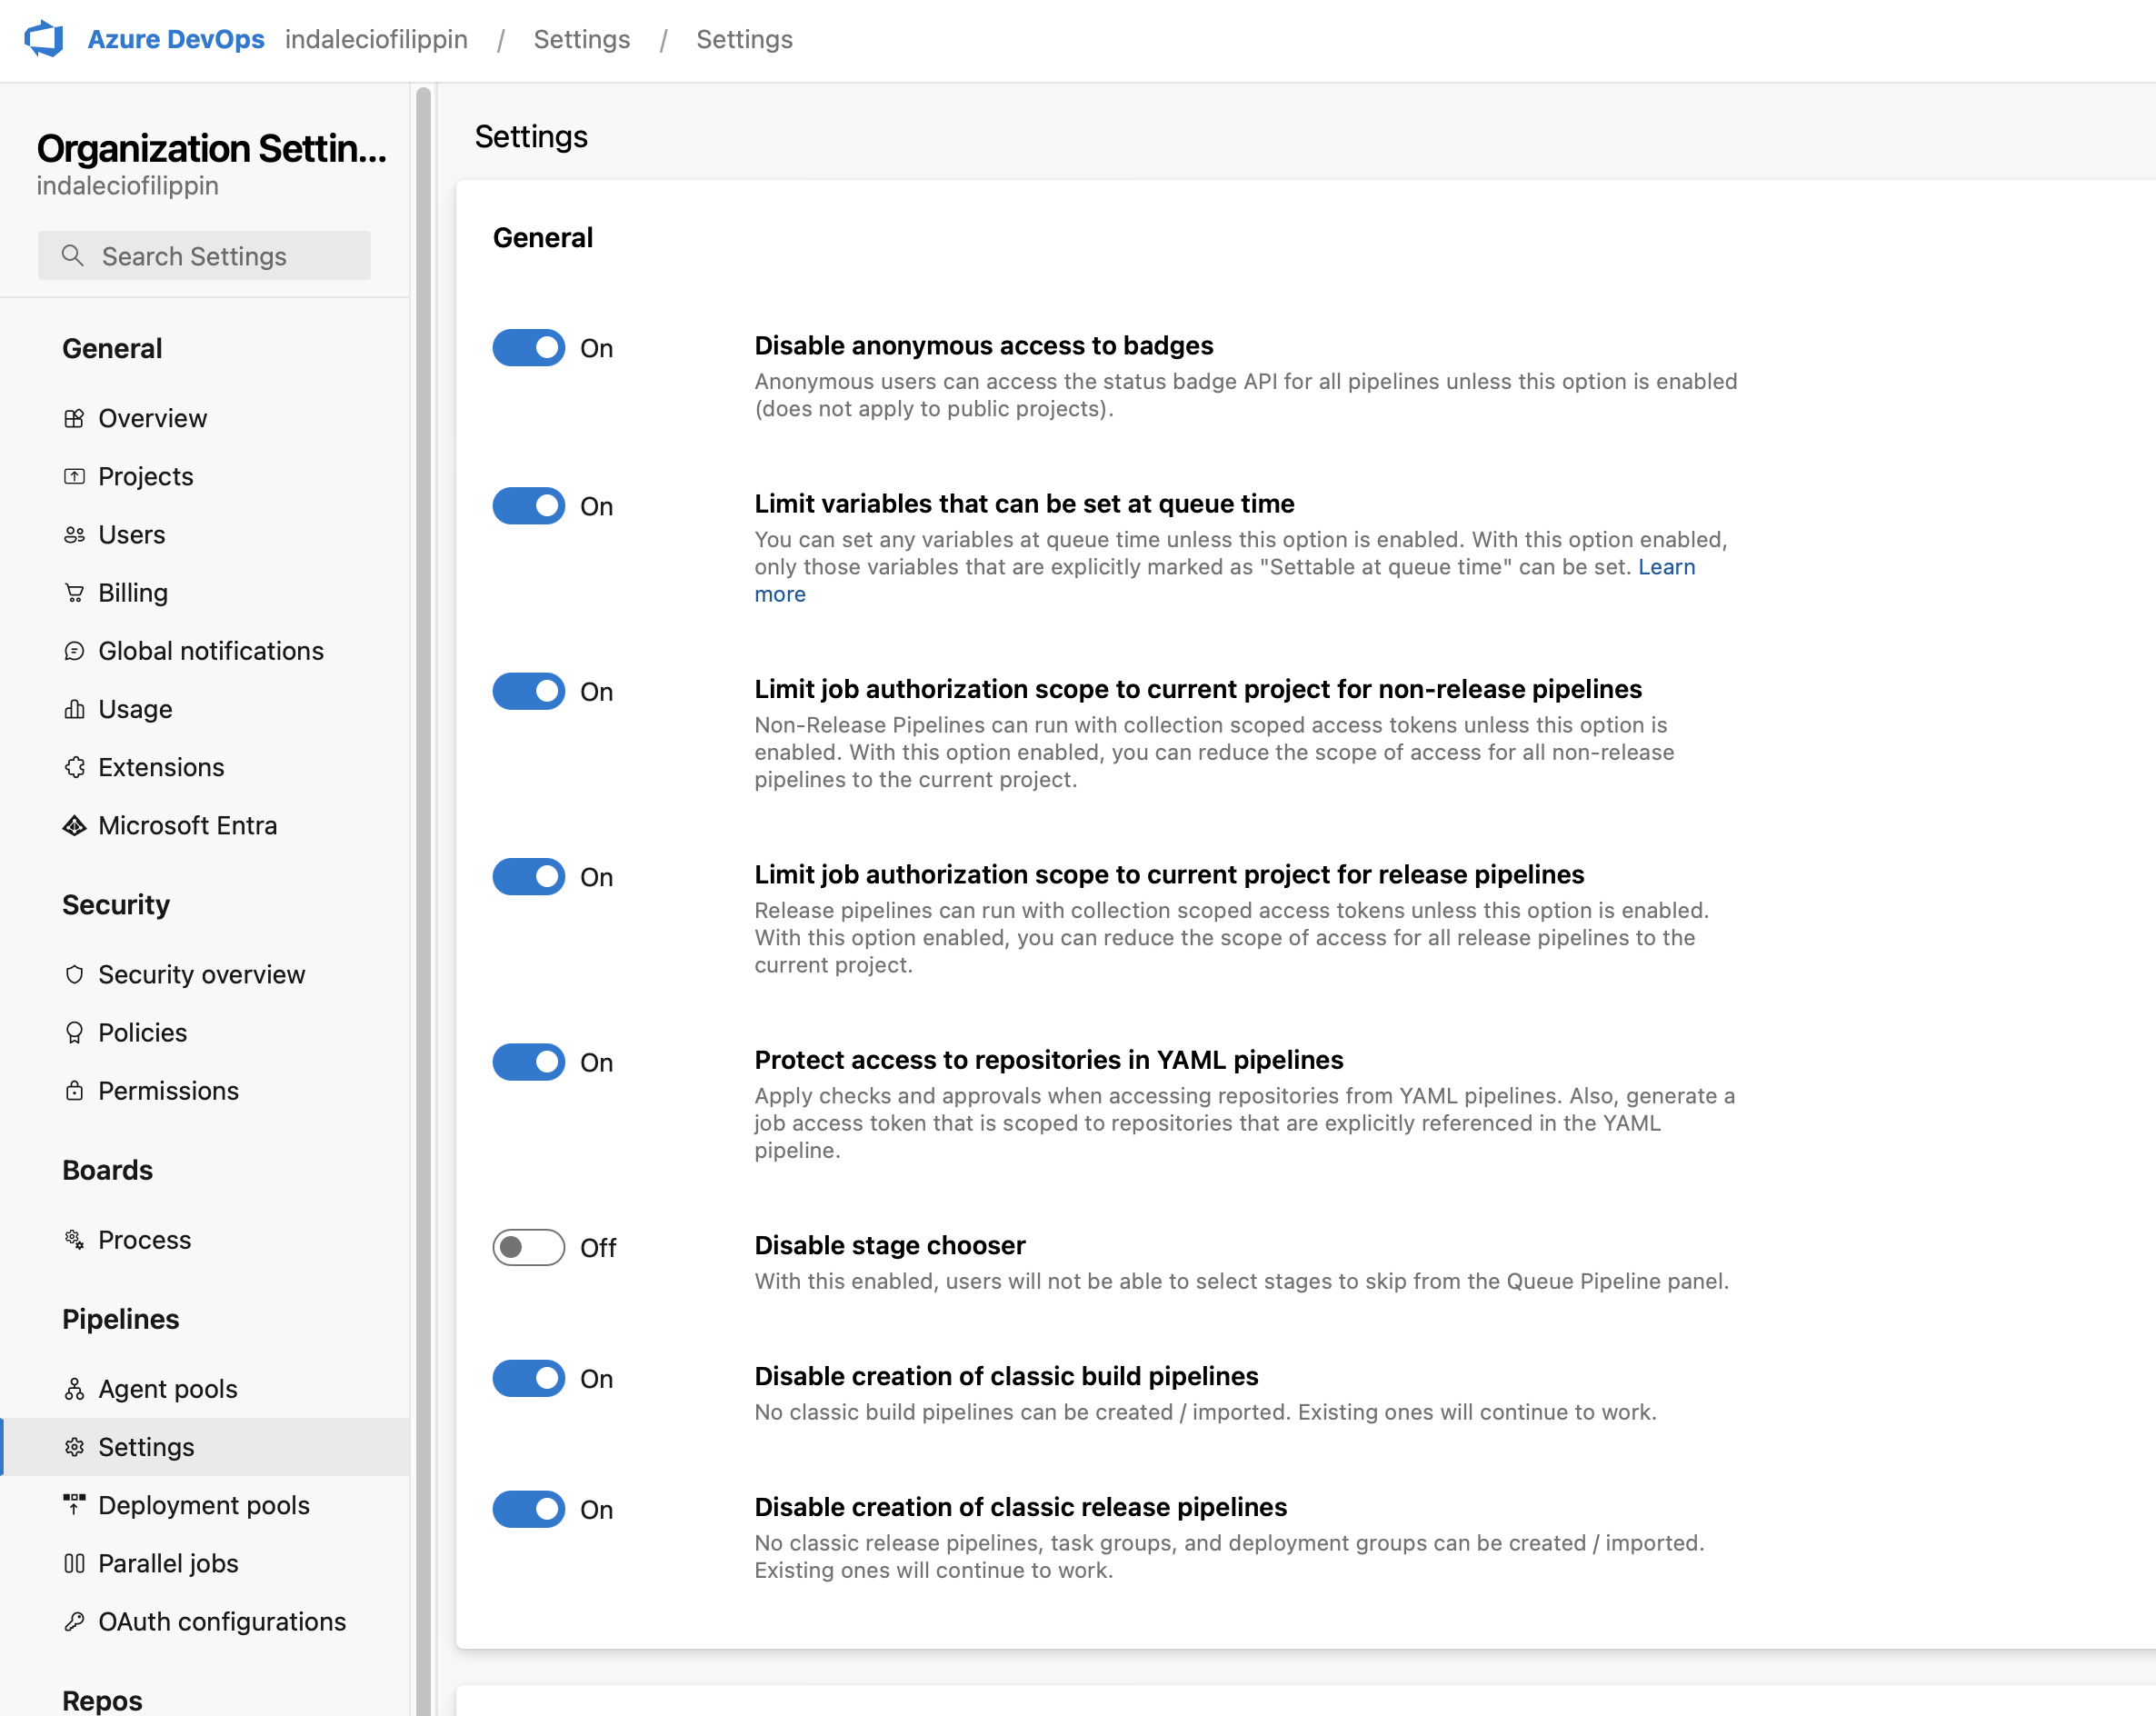 Azure DevOps indaleciofilippin / Settings / Settings
Organization Settin...
indaleciofilippin
Search Settings
General
Overview
Projects
Users
Billing
Global notifications
Usage
Extensions
Microsoft Entra
Security
Security overview
Policies
Permissions
Boards
Process
Pipelines
Agent pools
Settings
Deployment pools
Parallel jobs
OAuth configurations
Repos
Settings
General
On
Disable anonymous access to badges
Anonymous users can access the status badge API for all pipelines unless this option is enabled
(does not apply to public projects).
On
Limit variables that can be set at queue time
You can set any variables at queue time unless this option is enabled. With this option enabled,
only those variables that are explicitly marked as "Settable at queue time" can be set. Learn
more
On
Limit job authorization scope to current project for non-release pipelines
Non-Release Pipelines can run with collection scoped access tokens unless this option is
enabled. With this option enabled, you can reduce the scope of access for all non-release
pipelines to the current project.
On
Limit job authorization scope to current project for release pipelines
Release pipelines can run with collection scoped access tokens unless this option is enabled.
With this option enabled, you can reduce the scope of access for all release pipelines to the
current project.
On
Protect access to repositories in YAML pipelines
Apply checks and approvals when accessing repositories from YAML pipelines. Also, generate a
job access token that is scoped to repositories that are explicitly referenced in the YAML
pipeline.
Off
Disable stage chooser
With this enabled, users will not be able to select stages to skip from the Queue Pipeline panel.
On
Disable creation of classic build pipelines
No classic build pipelines can be created / imported. Existing ones will continue to work.
On
Disable creation of classic release pipelines
No classic release pipelines, task groups, and deployment groups can be created / imported.
Existing ones will continue to work.